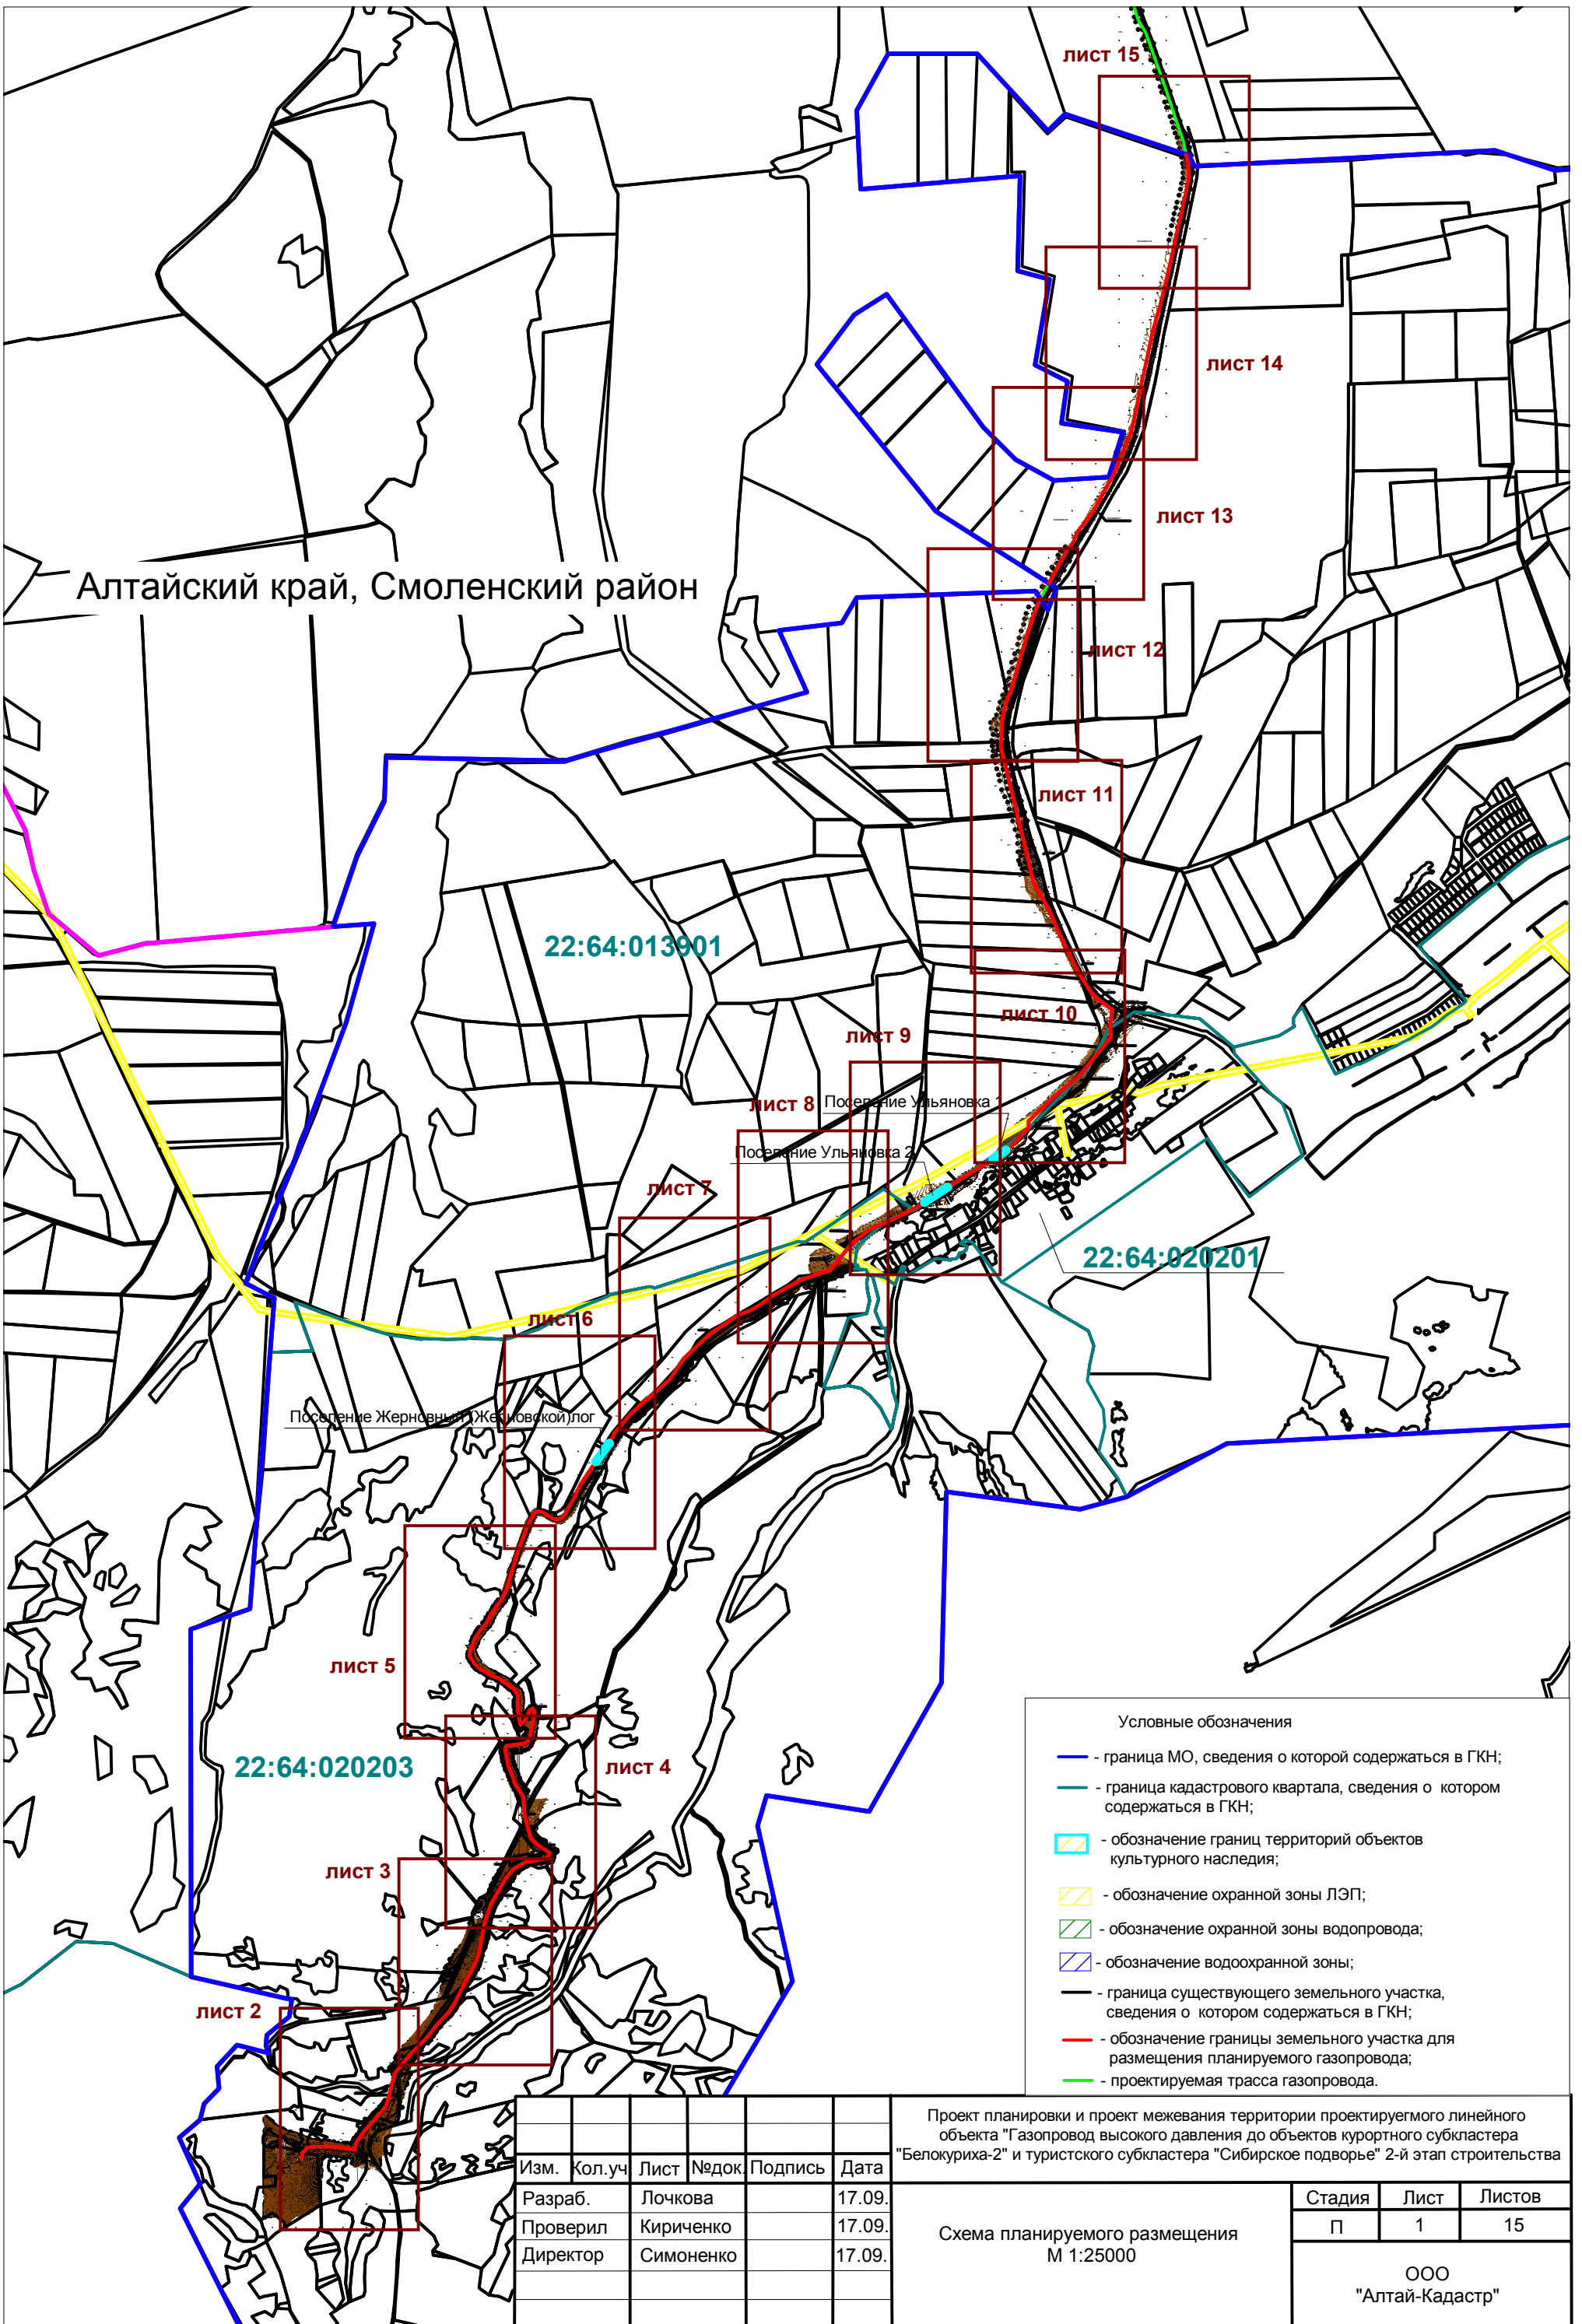 лист 15
лист 14
лист 13
Алтайский край, Смоленский район
лист 12
лист 11
22:64:013901
лист 10
лист 9
лист 8
Поселение Ульяновка 1
Поселение Ульяновка 2
лист 7
22:64:020201
лист 6
Поселение Жерновный (Жерновской)лог
лист 5
22:64:020203
лист 4
лист 3
лист 2
Условные обозначения
- граница МО, сведения о которой содержаться в ГКН;
- граница кадастрового квартала, сведения о котором
содержаться в ГКН;
- обозначение границ территорий объектов
культурного наследия;
- обозначение охранной зоны ЛЭП;
- обозначение охранной зоны водопровода;
- обозначение водоохранной зоны;
- граница существующего земельного участка,
сведения о котором содержаться в ГКН;
- обозначение границы земельного участка для
размещения планируемого газопровода;
- проектируемая трасса газопровода.
Проект планировки и проект межевания территории проектируегмого линейного
объекта "Газопровод высокого давления до объектов курортного субкластера
"Белокуриха-2" и туристского субкластера "Сибирское подворье" 2-й этап строительства
Изм. Кол.уч Лист №док. Подпись Дата
Разраб. Лочкова 17.09.
Проверил Кириченко 17.09.
Директор Симоненко 17.09.
Схема планируемого размещения
М 1:25000
Стадия Лист Листов
П 1 15
ООО
"Алтай-Кадастр"